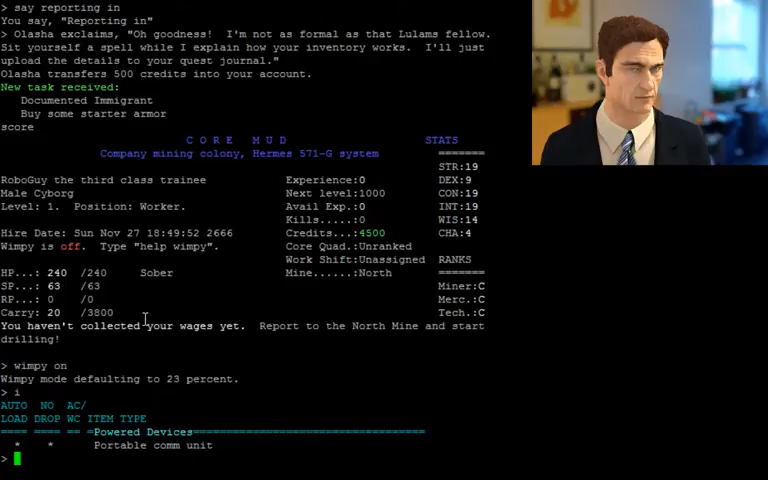 > say reporting in
You say, "Reporting in"
> Olasha exclaims, "Oh goodness!  I'm not as formal as that Lulams fellow.
Sit yourself a spell while I explain how your inventory works.  I'll just
upload the details to your quest journal."
Olasha transfers 500 credits into your account.
New task received:
Documented Immigrant
Buy some starter armor
score
C O R E  M U D  STATS
Company mining colony, Hermes 571-G system  =======
STR:19
RoboGuy the third class trainee  Experience:0  DEX:9
Male Cyborg  Next level:1000  CON:19
Level: 1.  Position: Worker.  Avail Exp.:0  INT:19
Kills.....:0  WIS:14
Hire Date: Sun Nov 27 18:49:52 2666  Credits...:4500  CHA:4
Wimpy is off.  Type "help wimpy".  Core Quad.:Unranked
Work Shift:Unassigned  RANKS
HP...: 240  /240  Sober  Mine......:North  =======
SP...: 63  /63  Miner:C
RP...: 0  /0  Merc.:C
Carry: 20  /3800  Tech.:C
You haven't collected your wages yet.  Report to the North Mine and start
drilling!
> wimpy on
Wimpy mode defaulting to 23 percent.
> i
AUTO  NO  AC/
LOAD DROP WC ITEM TYPE
==== ==== == =Powered Devices===================================
*  *  Portable comm unit
>